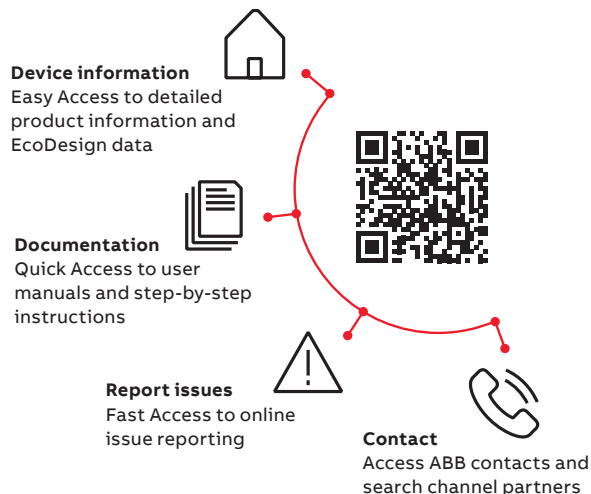 Device information
Easy Access to detailed
product information and
EcoDesign data
Documentation
Quick Access to user
manuals and step-by-step
instructions
Report issues
Fast Access to online
issue reporting
Contact
Access ABB contacts and
search channel partners